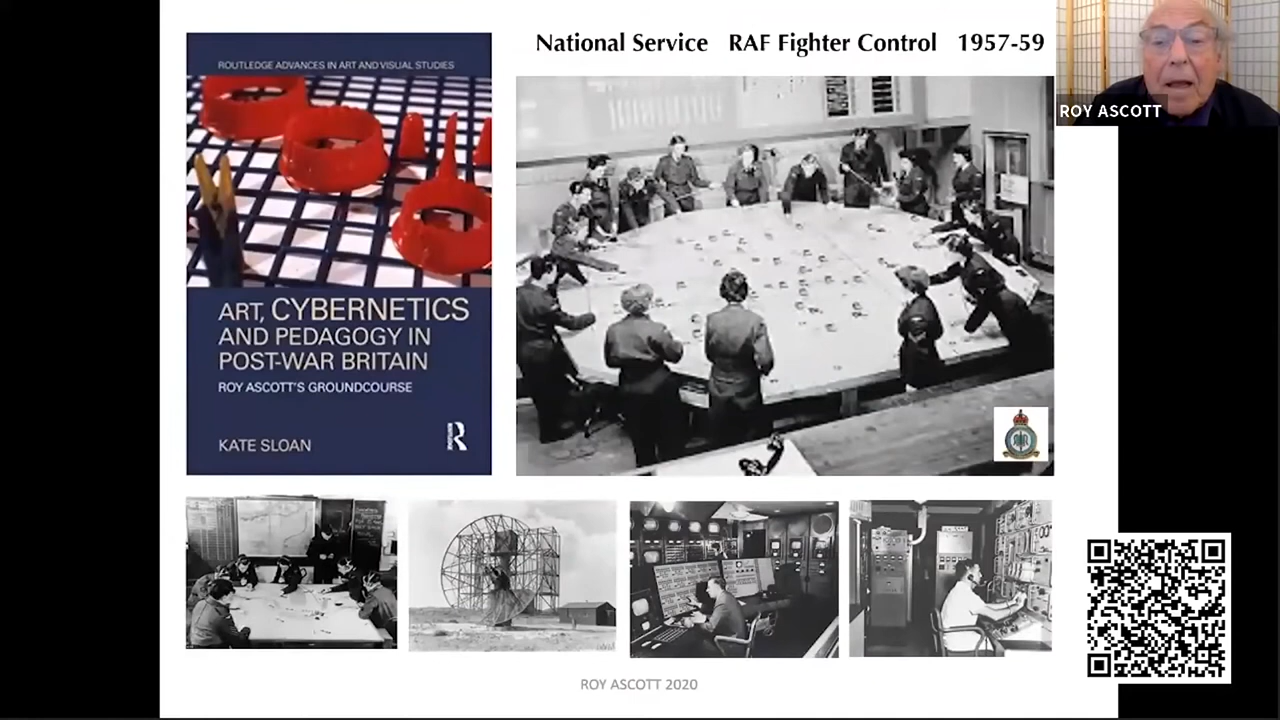 National Service RAF Fighter Control 1957-59
ROUTLEDGE ADVANCES IN ART AND VISUAL STUDIES
ART, CYBERNETICS
AND PEDAGOGY IN
POST-WAR BRITAIN
ROY ASCOTT'S GROUNDCOURSE
KATE SLOAN
R
ROY ASCOTT
ROY ASCOTT 2020